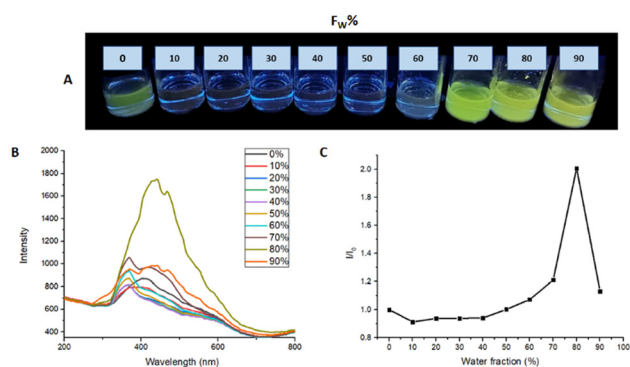 F_W%
0 10 20 30 40 50 60 70 80 90
A
B
1800
1600
1400
1200
1000
800
600
400
Intensity
200 400 600 800
Wavelength (nm)
0%
10%
20%
30%
40%
50%
60%
70%
80%
90%
C
2.0
1.8
1.6
1.4
1.2
1.0
0.8
I/I₀
0 10 20 30 40 50 60 70 80 90 100
Water fraction (%)